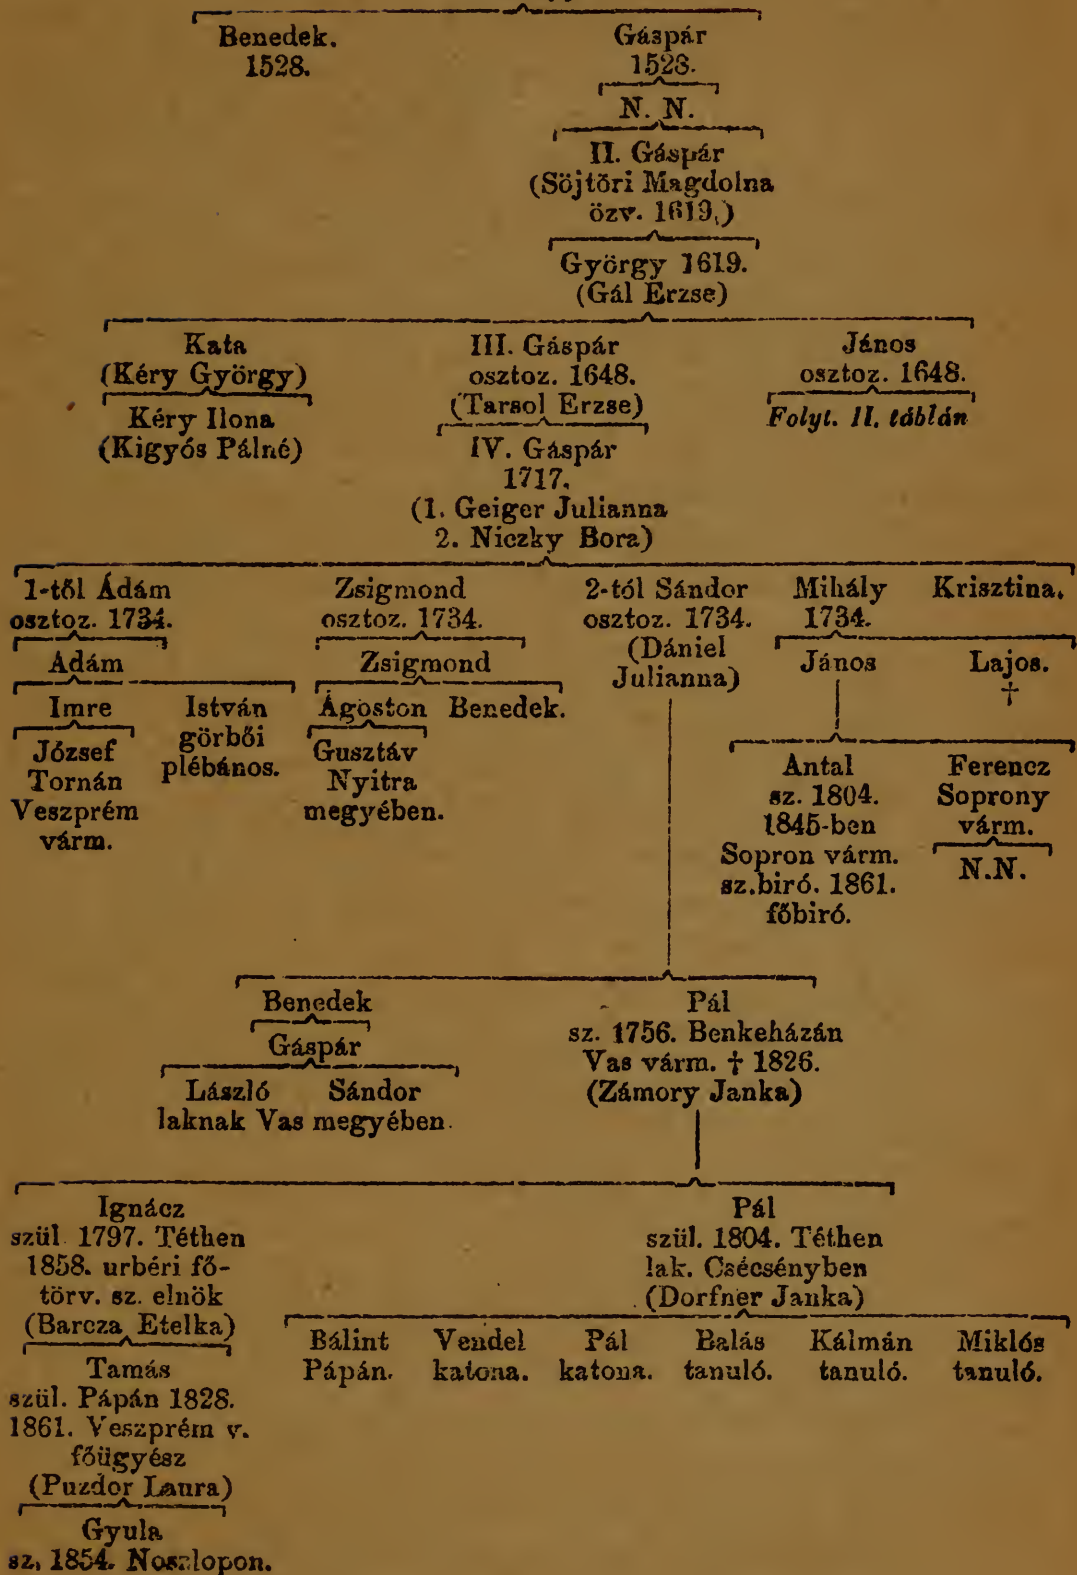 Benedek. Gáspár
1528. 1528.
N. N.
II. Gáspár
(Söjtőri Magdolna
özv. 1619.)
György 1619.
(Gál Erzse)
Kata III. Gáspár János
(Kéry György) osztoz. 1648. osztoz. 1648.
(Tarsol Erzse)
Kéry Ilona Folyt. II. táblán
(Kigyós Pálné) IV. Gáspár
1717.
(1. Geiger Julianna
2. Niczky Bora)
1-től Ádám Zsigmond 2-tól Sándor Mihály Krisztina.
osztoz. 1734. osztoz. 1734. osztoz. 1734. 1734.
(Dániel
Ádám Zsigmond Julianna) János Lajos.
†
Imre István Ágoston Benedek.
görbői
József plébános. Gusztáv
Tornán Nyitra
Veszprém megyében.
várm.
Antal Ferencz
sz. 1804. Soprony
1845-ben várm.
Sopron várm.
sz.biró. 1861. N.N.
főbiró.
Benedek Pál
sz. 1756. Benkeházán
Gáspár Vas várm. † 1826.
László Sándor (Zámory Janka)
laknak Vas megyében.
Ignácz Pál
szül. 1797. Téthen szül. 1804. Téthen
1858. urbéri fő- lak. Csécsényben
törv. sz. elnök (Dorfner Janka)
(Barcza Etelka)
Bálint Vendel Pál Balás Kálmán Miklós
Pápán. katona. katona. tanuló. tanuló. tanuló.
Tamás
szül. Pápán 1828.
1861. Veszprém v.
főügyész
(Puzdor Laura)
Gyula
sz. 1854. Noszlopon.